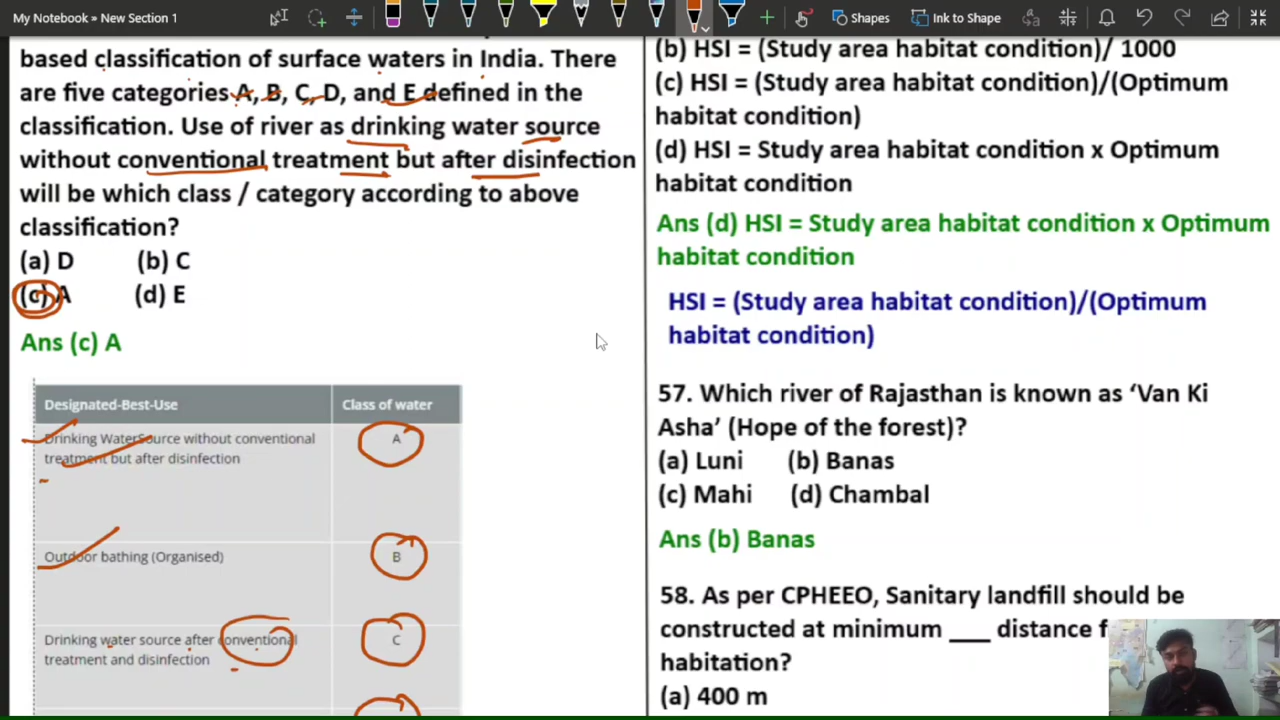 My Notebook » New Section 1
Shapes
Ink to Shape
based classification of surface waters in India. There
are five categories A, B, C, D, and E defined in the
classification. Use of river as drinking water source
without conventional treatment but after disinfection
will be which class / category according to above
classification?
(a) D (b) C
(c) A (d) E
Ans (c) A
Designated-Best-Use Class of water
Drinking WaterSource without conventional
treatment but after disinfection
A
Outdoor bathing (Organised) B
Drinking water source after conventional
treatment and disinfection
C
(b) HSI = (Study area habitat condition)/ 1000
(c) HSI = (Study area habitat condition)/(Optimum
habitat condition)
(d) HSI = Study area habitat condition x Optimum
habitat condition
Ans (d) HSI = Study area habitat condition x Optimum
habitat condition
HSI = (Study area habitat condition)/(Optimum
habitat condition)
57. Which river of Rajasthan is known as ‘Van Ki
Asha’ (Hope of the forest)?
(a) Luni (b) Banas
(c) Mahi (d) Chambal
Ans (b) Banas
58. As per CPHEEO, Sanitary landfill should be
constructed at minimum ___ distance
habitation?
(a) 400 m